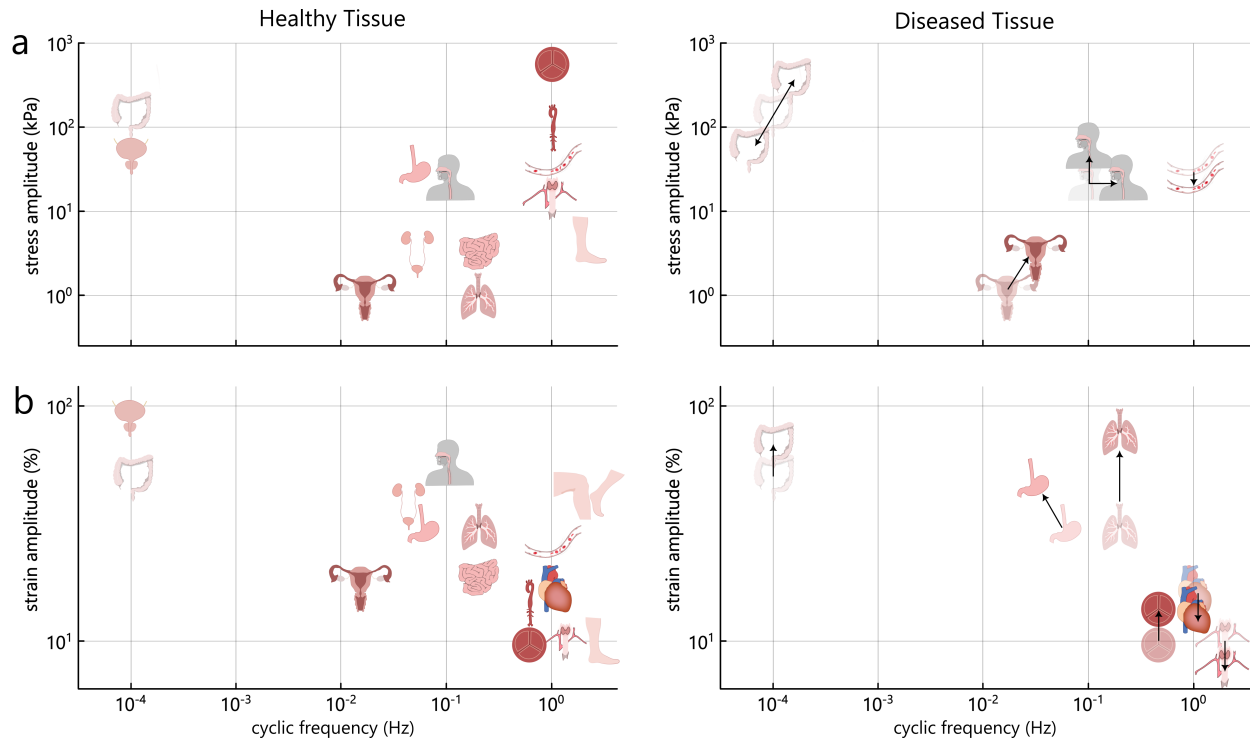 Healthy Tissue
Diseased Tissue
a
stress amplitude (kPa)
10³
10²
10¹
10⁰
stress amplitude (kPa)
10³
10²
10¹
10⁰
b
strain amplitude (%)
10²
10¹
10⁻⁴
10⁻³
10⁻²
10⁻¹
10⁰
cyclic frequency (Hz)
strain amplitude (%)
10²
10¹
10⁻⁴
10⁻³
10⁻²
10⁻¹
10⁰
cyclic frequency (Hz)